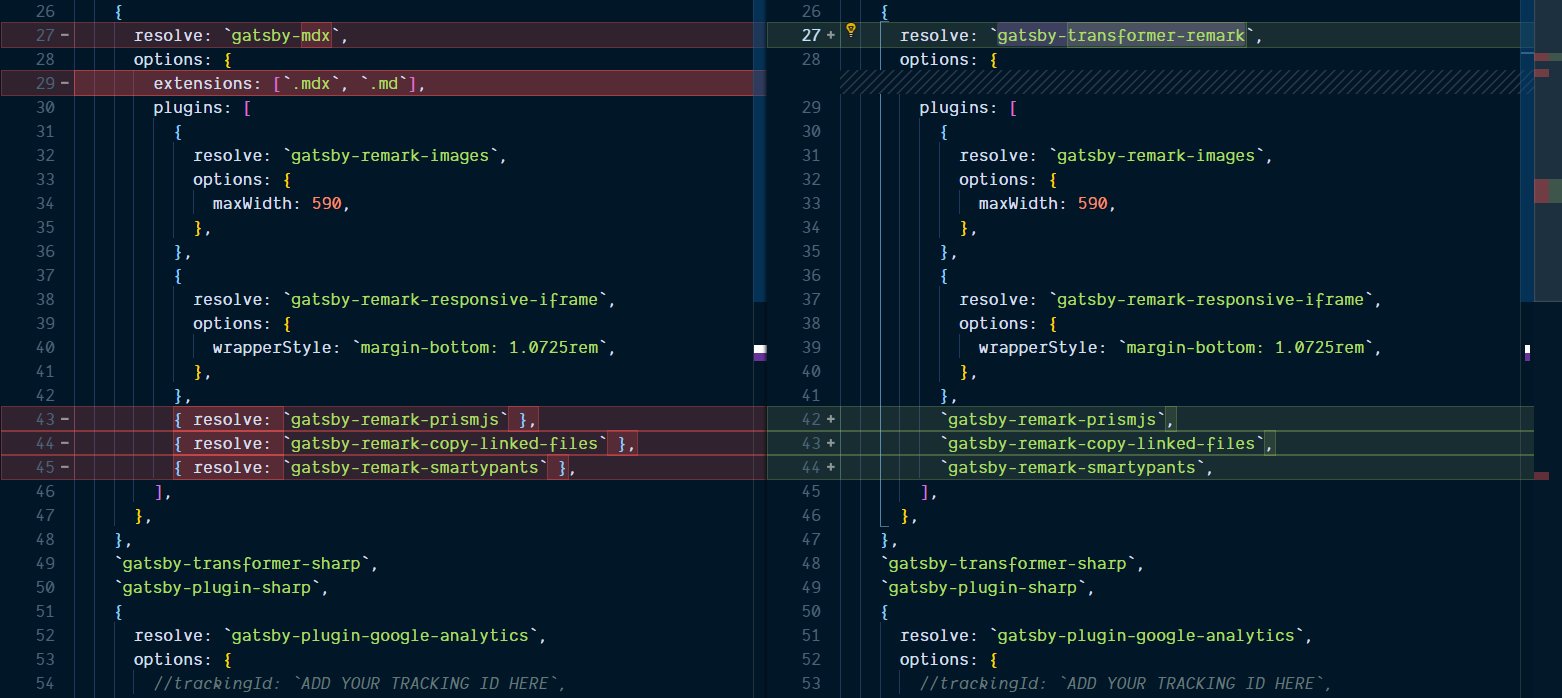 26 {
27 - resolve: `gatsby-mdx`,
28 options: {
29 - extensions: [`.mdx`, `.md`],
30 plugins: [
31 {
32 resolve: `gatsby-remark-images`,
33 options: {
34 maxWidth: 590,
35 },
36 },
37 {
38 resolve: `gatsby-remark-responsive-iframe`,
39 options: {
40 wrapperStyle: `margin-bottom: 1.0725rem`,
41 },
42 },
43 - { resolve: `gatsby-remark-prismjs` },
44 - { resolve: `gatsby-remark-copy-linked-files` },
45 - { resolve: `gatsby-remark-smartypants` },
46 ],
47 },
48 },
49 `gatsby-transformer-sharp`,
50 `gatsby-plugin-sharp`,
51 {
52 resolve: `gatsby-plugin-google-analytics`,
53 options: {
54 //trackingId: `ADD YOUR TRACKING ID HERE`,
26 {
27 + resolve: `gatsby-transformer-remark`,
28 options: {
29 plugins: [
30 {
31 resolve: `gatsby-remark-images`,
32 options: {
33 maxWidth: 590,
34 },
35 },
36 {
37 resolve: `gatsby-remark-responsive-iframe`,
38 options: {
39 wrapperStyle: `margin-bottom: 1.0725rem`,
40 },
41 },
42 + `gatsby-remark-prismjs`,
43 + `gatsby-remark-copy-linked-files`,
44 + `gatsby-remark-smartypants`,
45 ],
46 },
47 },
48 `gatsby-transformer-sharp`,
49 `gatsby-plugin-sharp`,
50 {
51 resolve: `gatsby-plugin-google-analytics`,
52 options: {
53 //trackingId: `ADD YOUR TRACKING ID HERE`,